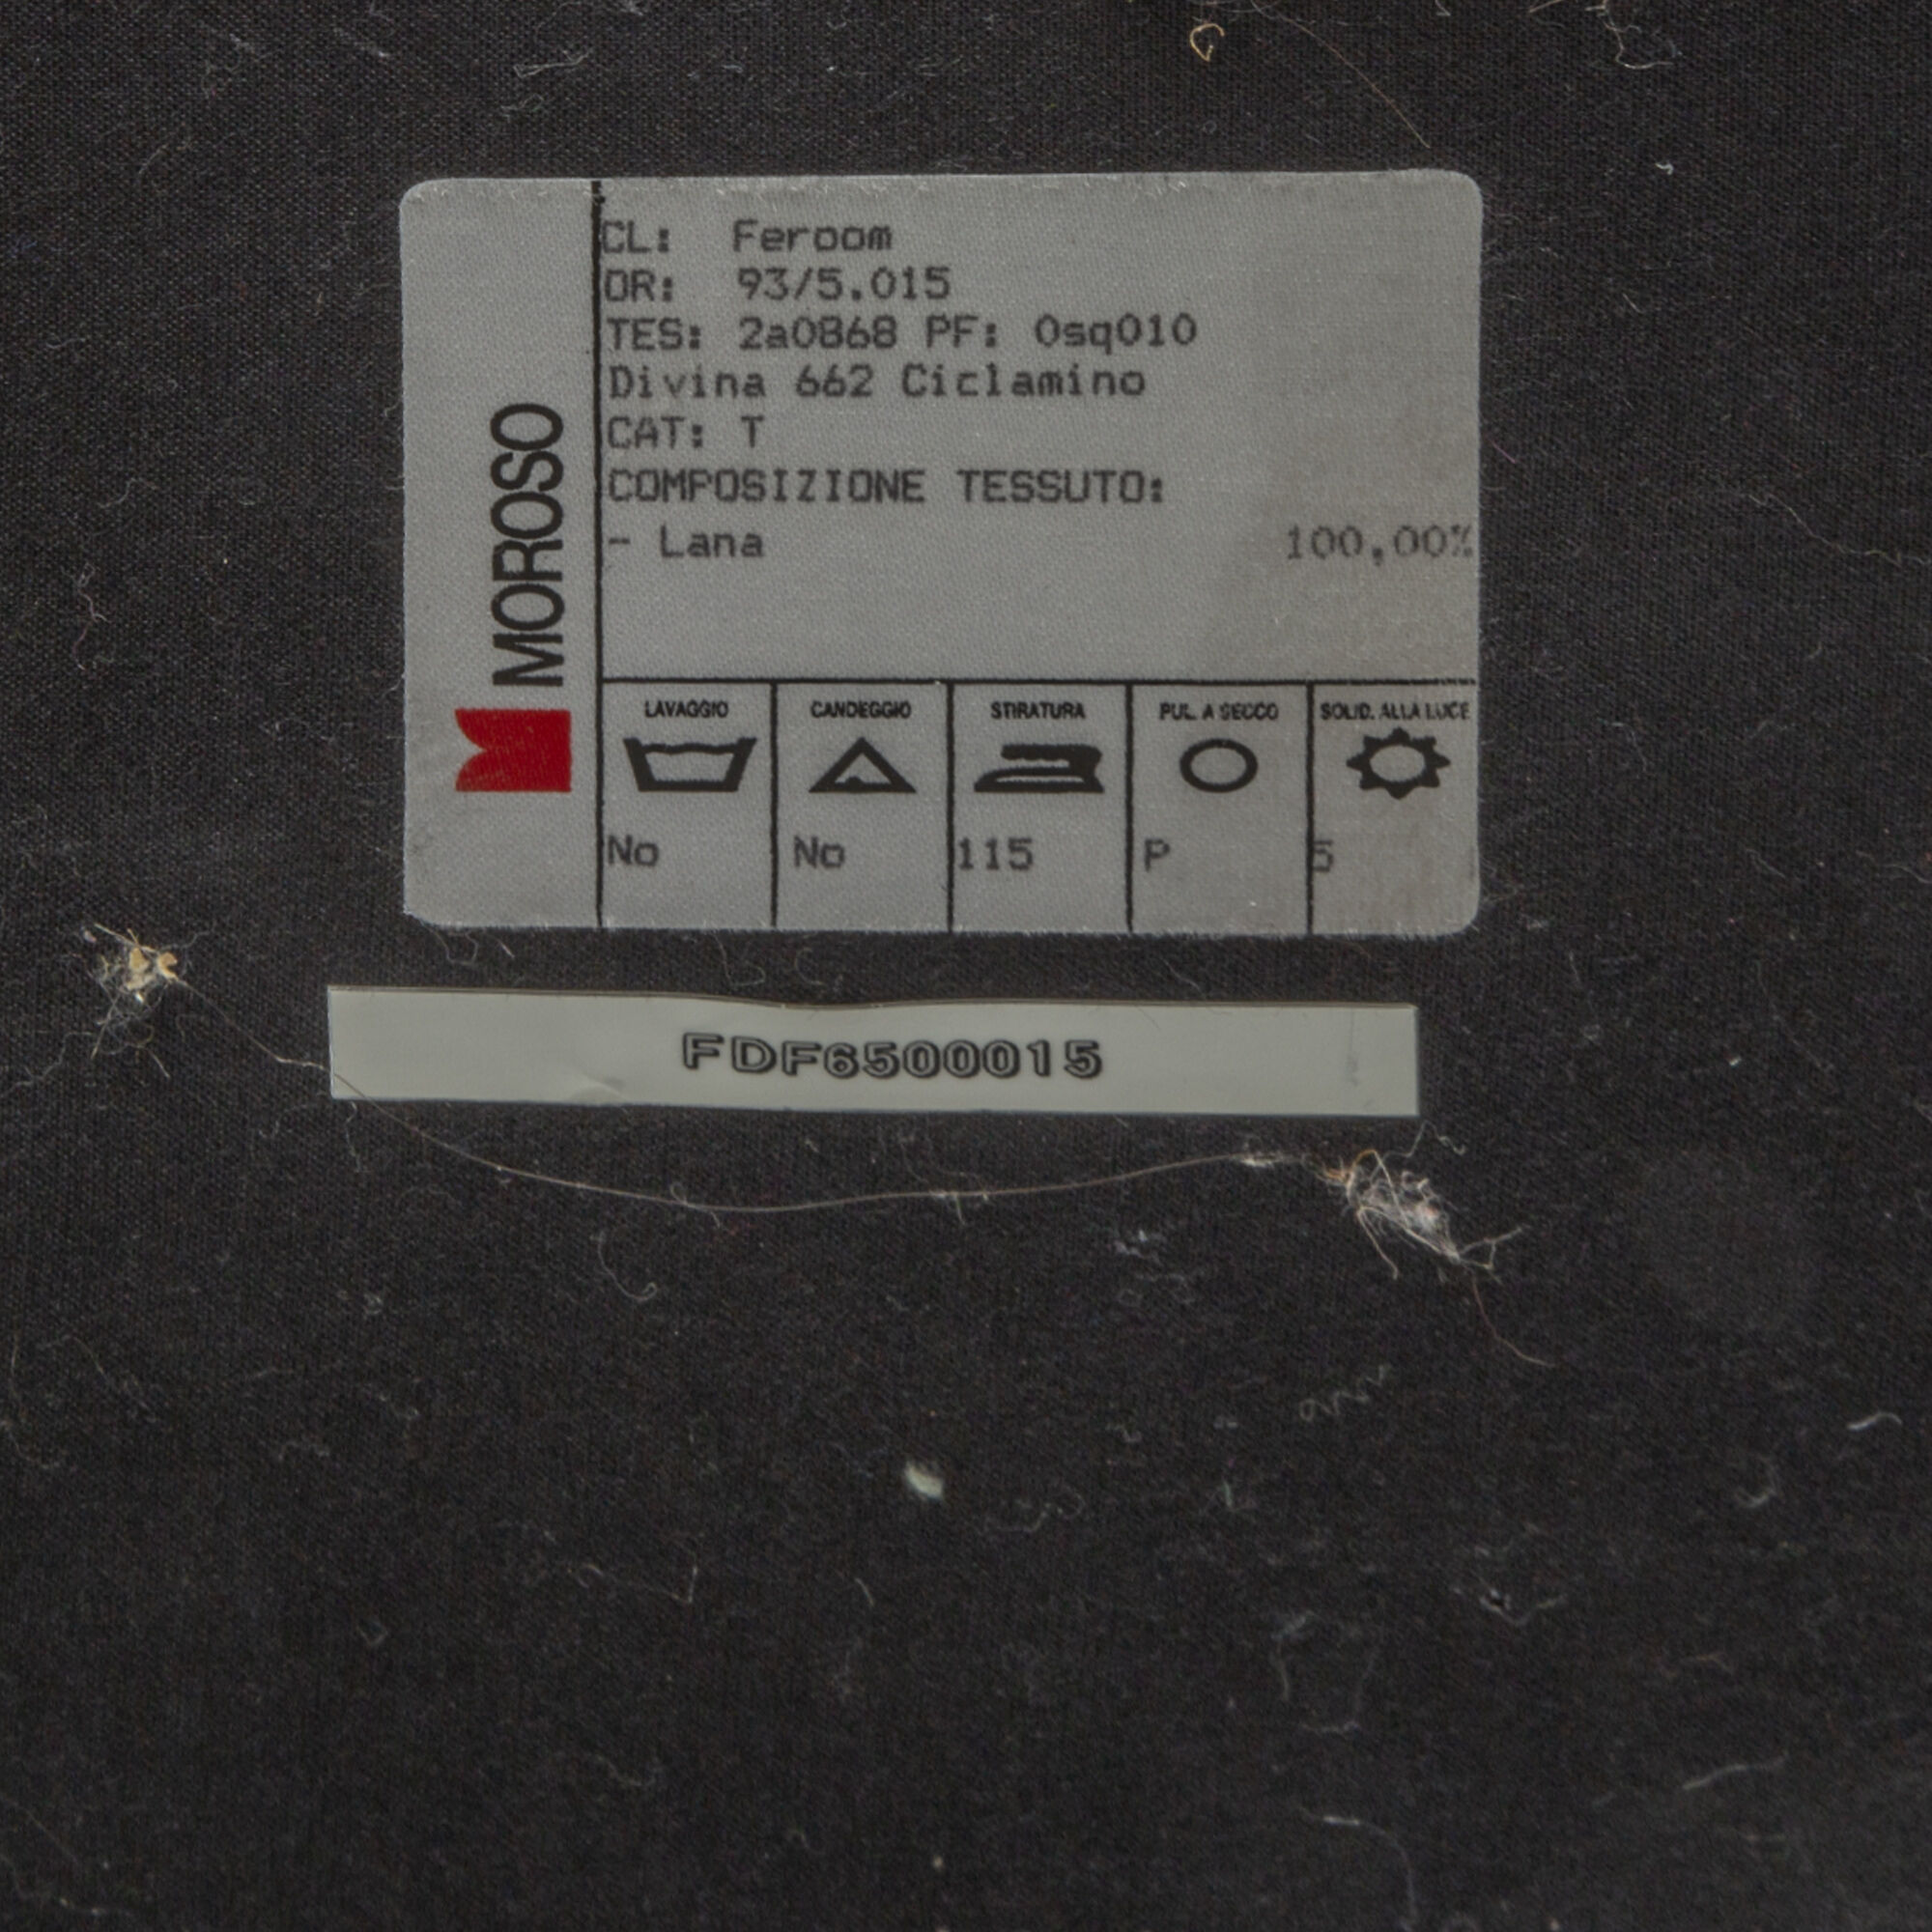 MOROSO
CL: Feroom
OR: 93/5.015
TES: 2a0868 PF: 0sq010
Divina 662 Ciclamino
CAT: T
COMPOSIZIONE TESSUTO:
- Lana 100,00%
LAVAGGIO CANDEGGIO STIRATURA PUL. A SECCO SOLID. ALLA LUCE
No No 115 P 5
FDF6500015